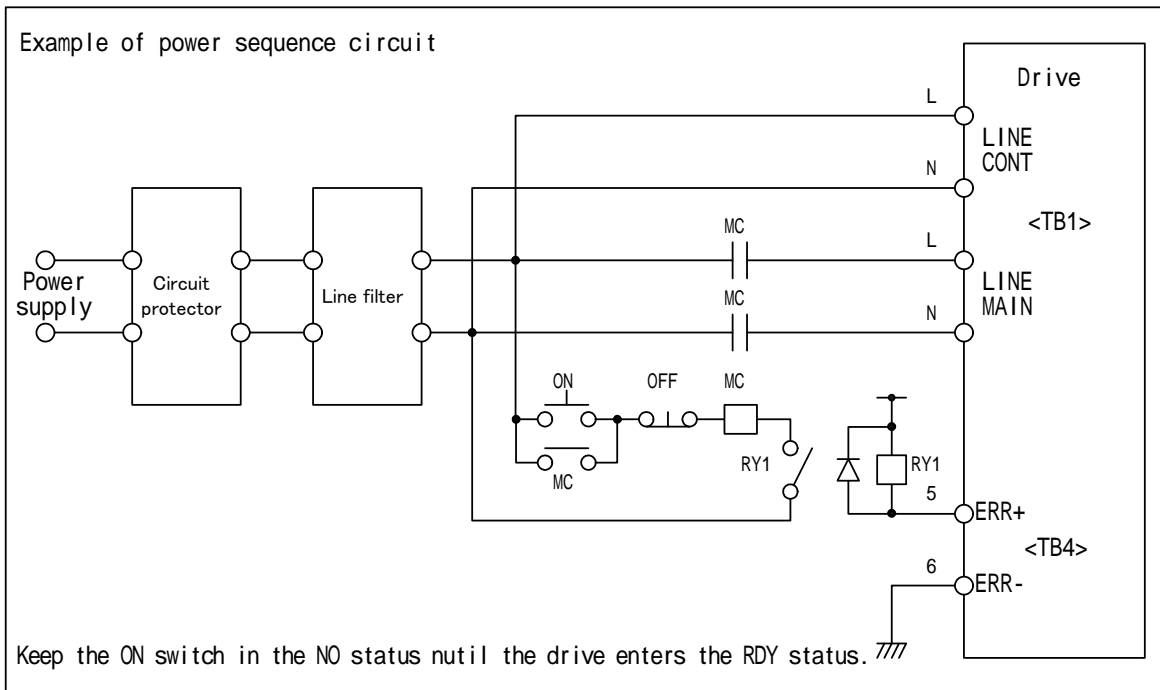 Example of power sequence circuit
Drive
L
LINE
CONT
N
<TB1>
MC
L
LINE
MAIN
Power
supply
Circuit
protector
Line filter
MC
N
ON
OFF
MC
MC
RY1
RY1
5
ERR+
<TB4>
6
ERR-
Keep the ON switch in the NO status nutil the drive enters the RDY status.